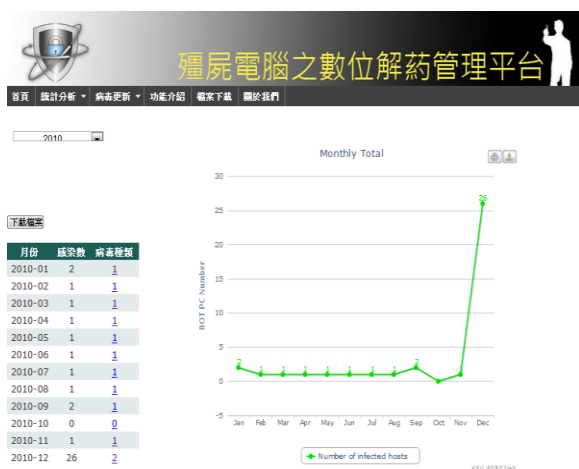 殭屍電腦之數位解葯管理平台
首頁 統計分析 病毒更新 功能介紹 檔案下載 關於我們
2010
Monthly Total
下載檔案
月份 感染數 病毒種類
2010-01 2 1
2010-02 1 1
2010-03 1 1
2010-04 1 1
2010-05 1 1
2010-06 1 1
2010-07 1 1
2010-08 1 1
2010-09 2 1
2010-10 0 0
2010-11 1 1
2010-12 26 2
BOT PC Number
30
25
20
15
10
5
0
-5
2 1 1 1 1 1 1 1 2 26
Jan Feb Mar Apr May Jun Jul Aug Sep Oct Nov Dec
Number of infected hosts